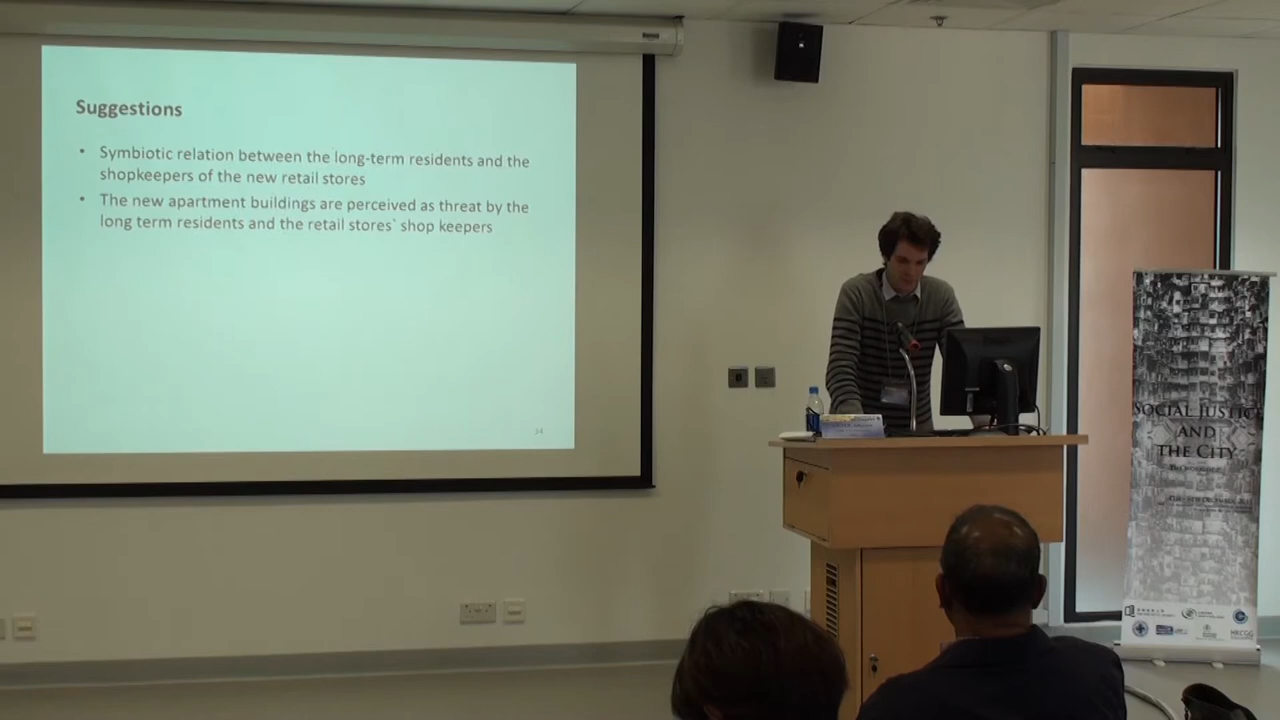 Suggestions
• Symbiotic relation between the long-term residents and the
shopkeepers of the new retail stores
• The new apartment buildings are perceived as threat by the
long term residents and the retail stores` shop keepers
34
SOCIAL JUSTICE
AND
THE CITY
HRCGG